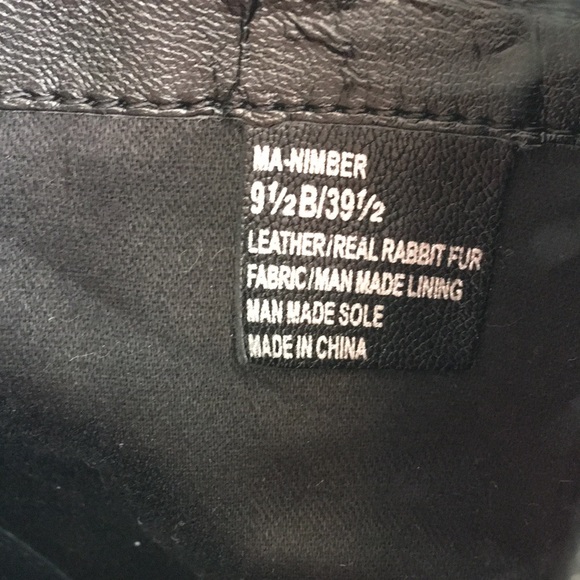 MA-NIMBER
9½B/39½
LEATHER/REAL RABBIT FUR
FABRIC/MAN MADE LINING
MAN MADE SOLE
MADE IN CHINA